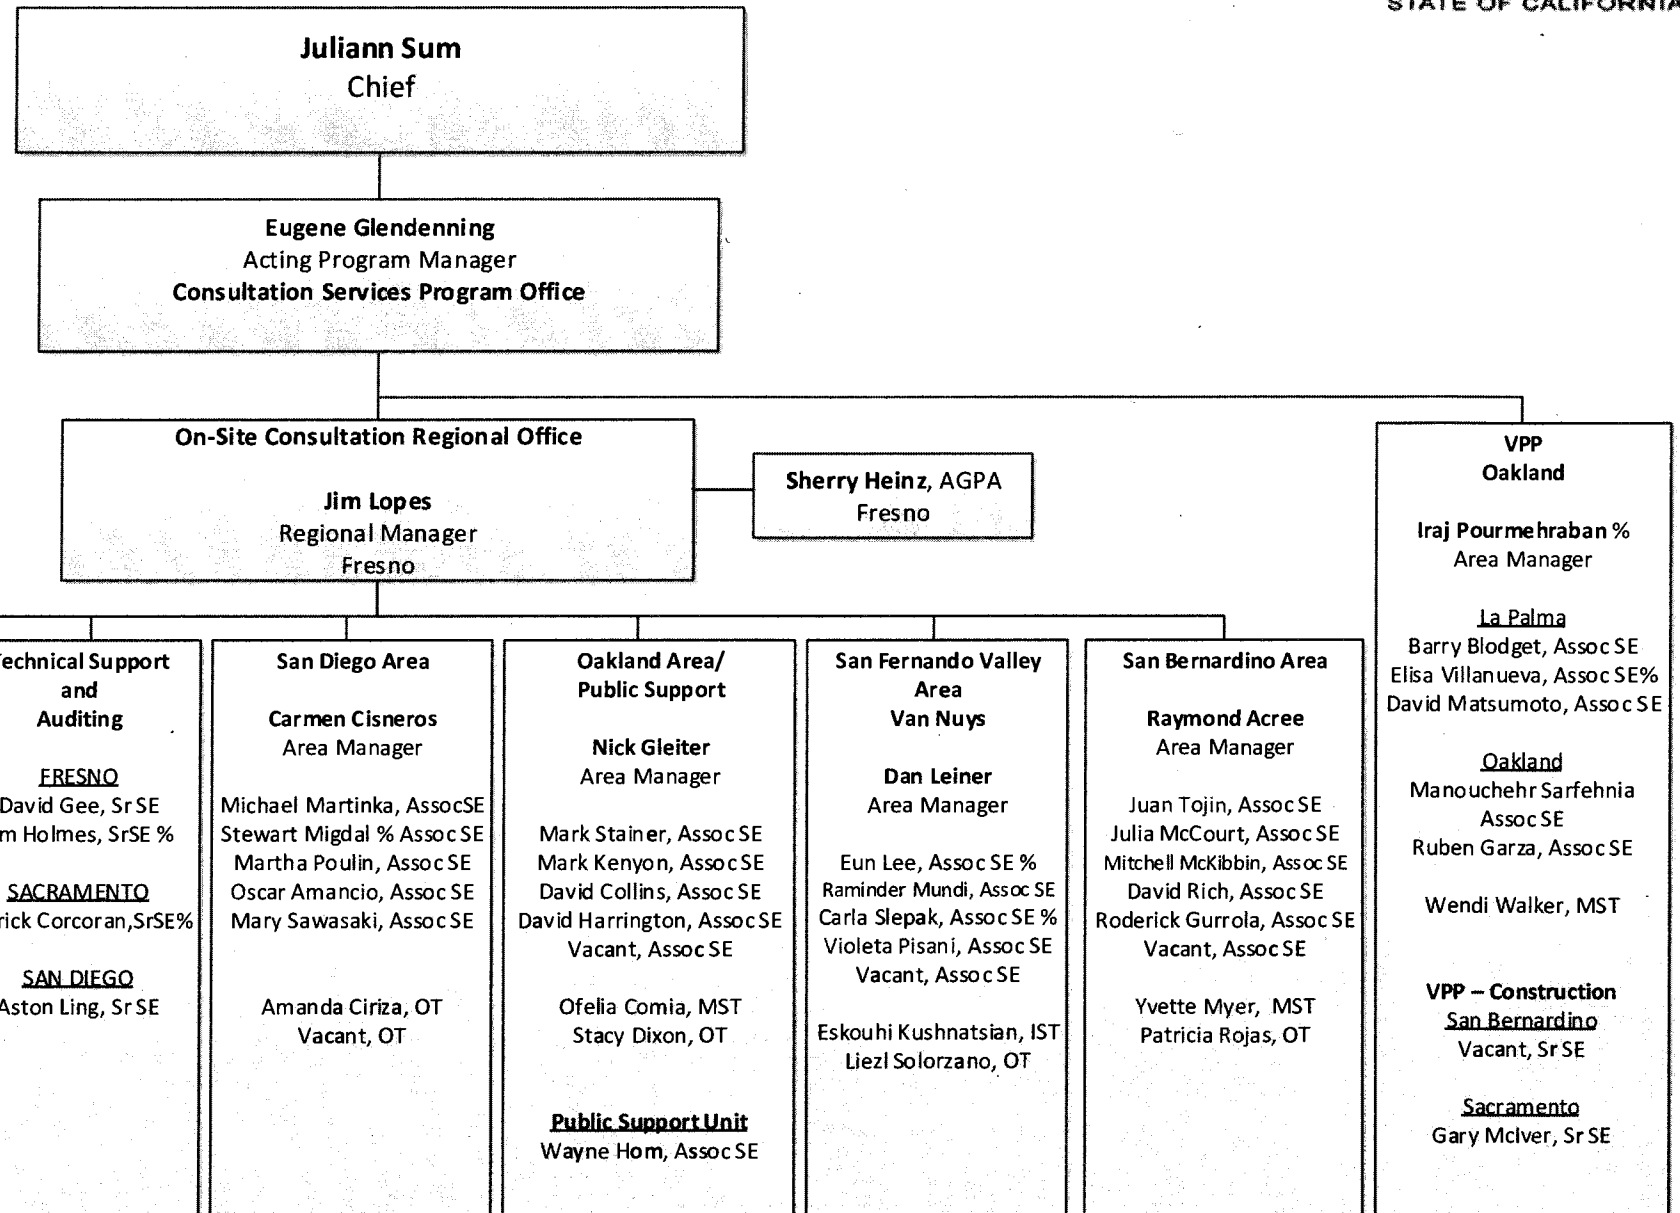 STATE OF CALIFORNIA
Juliann Sum
Chief
Eugene Glendenning
Acting Program Manager
Consultation Services Program Office
On-Site Consultation Regional Office
Jim Lopes
Regional Manager
Fresno
Sherry Heinz, AGPA
Fresno
VPP
Oakland
Iraj Pourmehraban %
Area Manager
La Palma
Barry Blodget, Assoc SE
Elisa Villanueva, Assoc SE%
David Matsumoto, Assoc SE
Oakland
Manouchehr Sarfehnia
Assoc SE
Ruben Garza, Assoc SE
Wendi Walker, MST
VPP – Construction
San Bernardino
Vacant, Sr SE
Sacramento
Gary McIver, Sr SE
echnical Support
and
Auditing
FRESNO
David Gee, Sr SE
m Holmes, SrSE %
SACRAMENTO
rick Corcoran,SrSE%
SAN DIEGO
Aston Ling, Sr SE
San Diego Area
Carmen Cisneros
Area Manager
Michael Martinka, AssocSE
Stewart Migdal % Assoc SE
Martha Poulin, Assoc SE
Oscar Amancio, Assoc SE
Mary Sawasaki, Assoc SE
Amanda Ciriza, OT
Vacant, OT
Oakland Area/
Public Support
Nick Gleiter
Area Manager
Mark Stainer, Assoc SE
Mark Kenyon, Assoc SE
David Collins, Assoc SE
David Harrington, Assoc SE
Vacant, Assoc SE
Ofelia Comia, MST
Stacy Dixon, OT
Public Support Unit
Wayne Hom, Assoc SE
San Fernando Valley
Area
Van Nuys
Dan Leiner
Area Manager
Eun Lee, Assoc SE %
Raminder Mundi, Assoc SE
Carla Slepak, Assoc SE %
Violeta Pisani, Assoc SE
Vacant, Assoc SE
Eskouhi Kushnatsian, IST
Liezl Solorzano, OT
San Bernardino Area
Raymond Acree
Area Manager
Juan Tojin, Assoc SE
Julia McCourt, Assoc SE
Mitchell McKibbin, Assoc SE
David Rich, Assoc SE
Roderick Gurrola, Assoc SE
Vacant, Assoc SE
Yvette Myer, MST
Patricia Rojas, OT